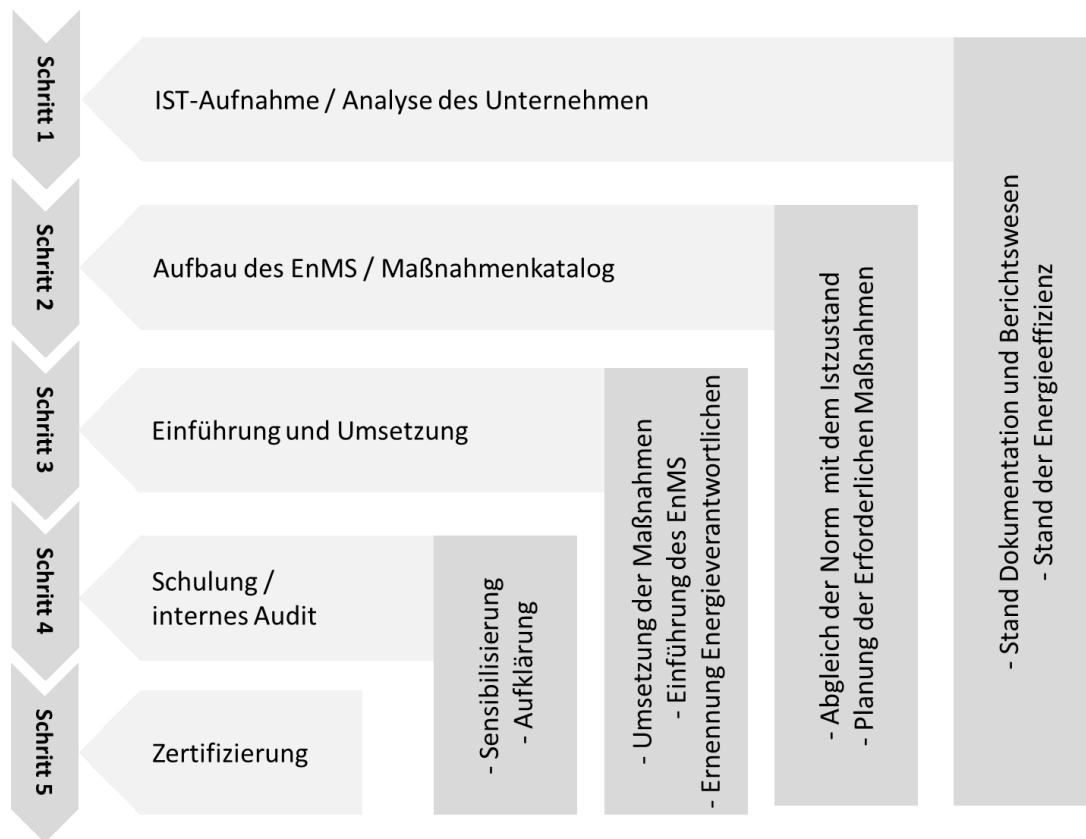 Schritt 1
IST-Aufnahme / Analyse des Unternehmen
- Stand Dokumentation und Berichtswesen
- Stand der Energieeffizienz
Schritt 2
Aufbau des EnMS / Maßnahmenkatalog
- Abgleich der Norm mit dem Istzustand
- Planung der Erforderlichen Maßnahmen
Schritt 3
Einführung und Umsetzung
- Umsetzung der Maßnahmen
- Einführung des EnMS
- Ernennung Energieverantwortlichen
Schritt 4
Schulung /
internes Audit
- Sensibilisierung
- Aufklärung
Schritt 5
Zertifizierung